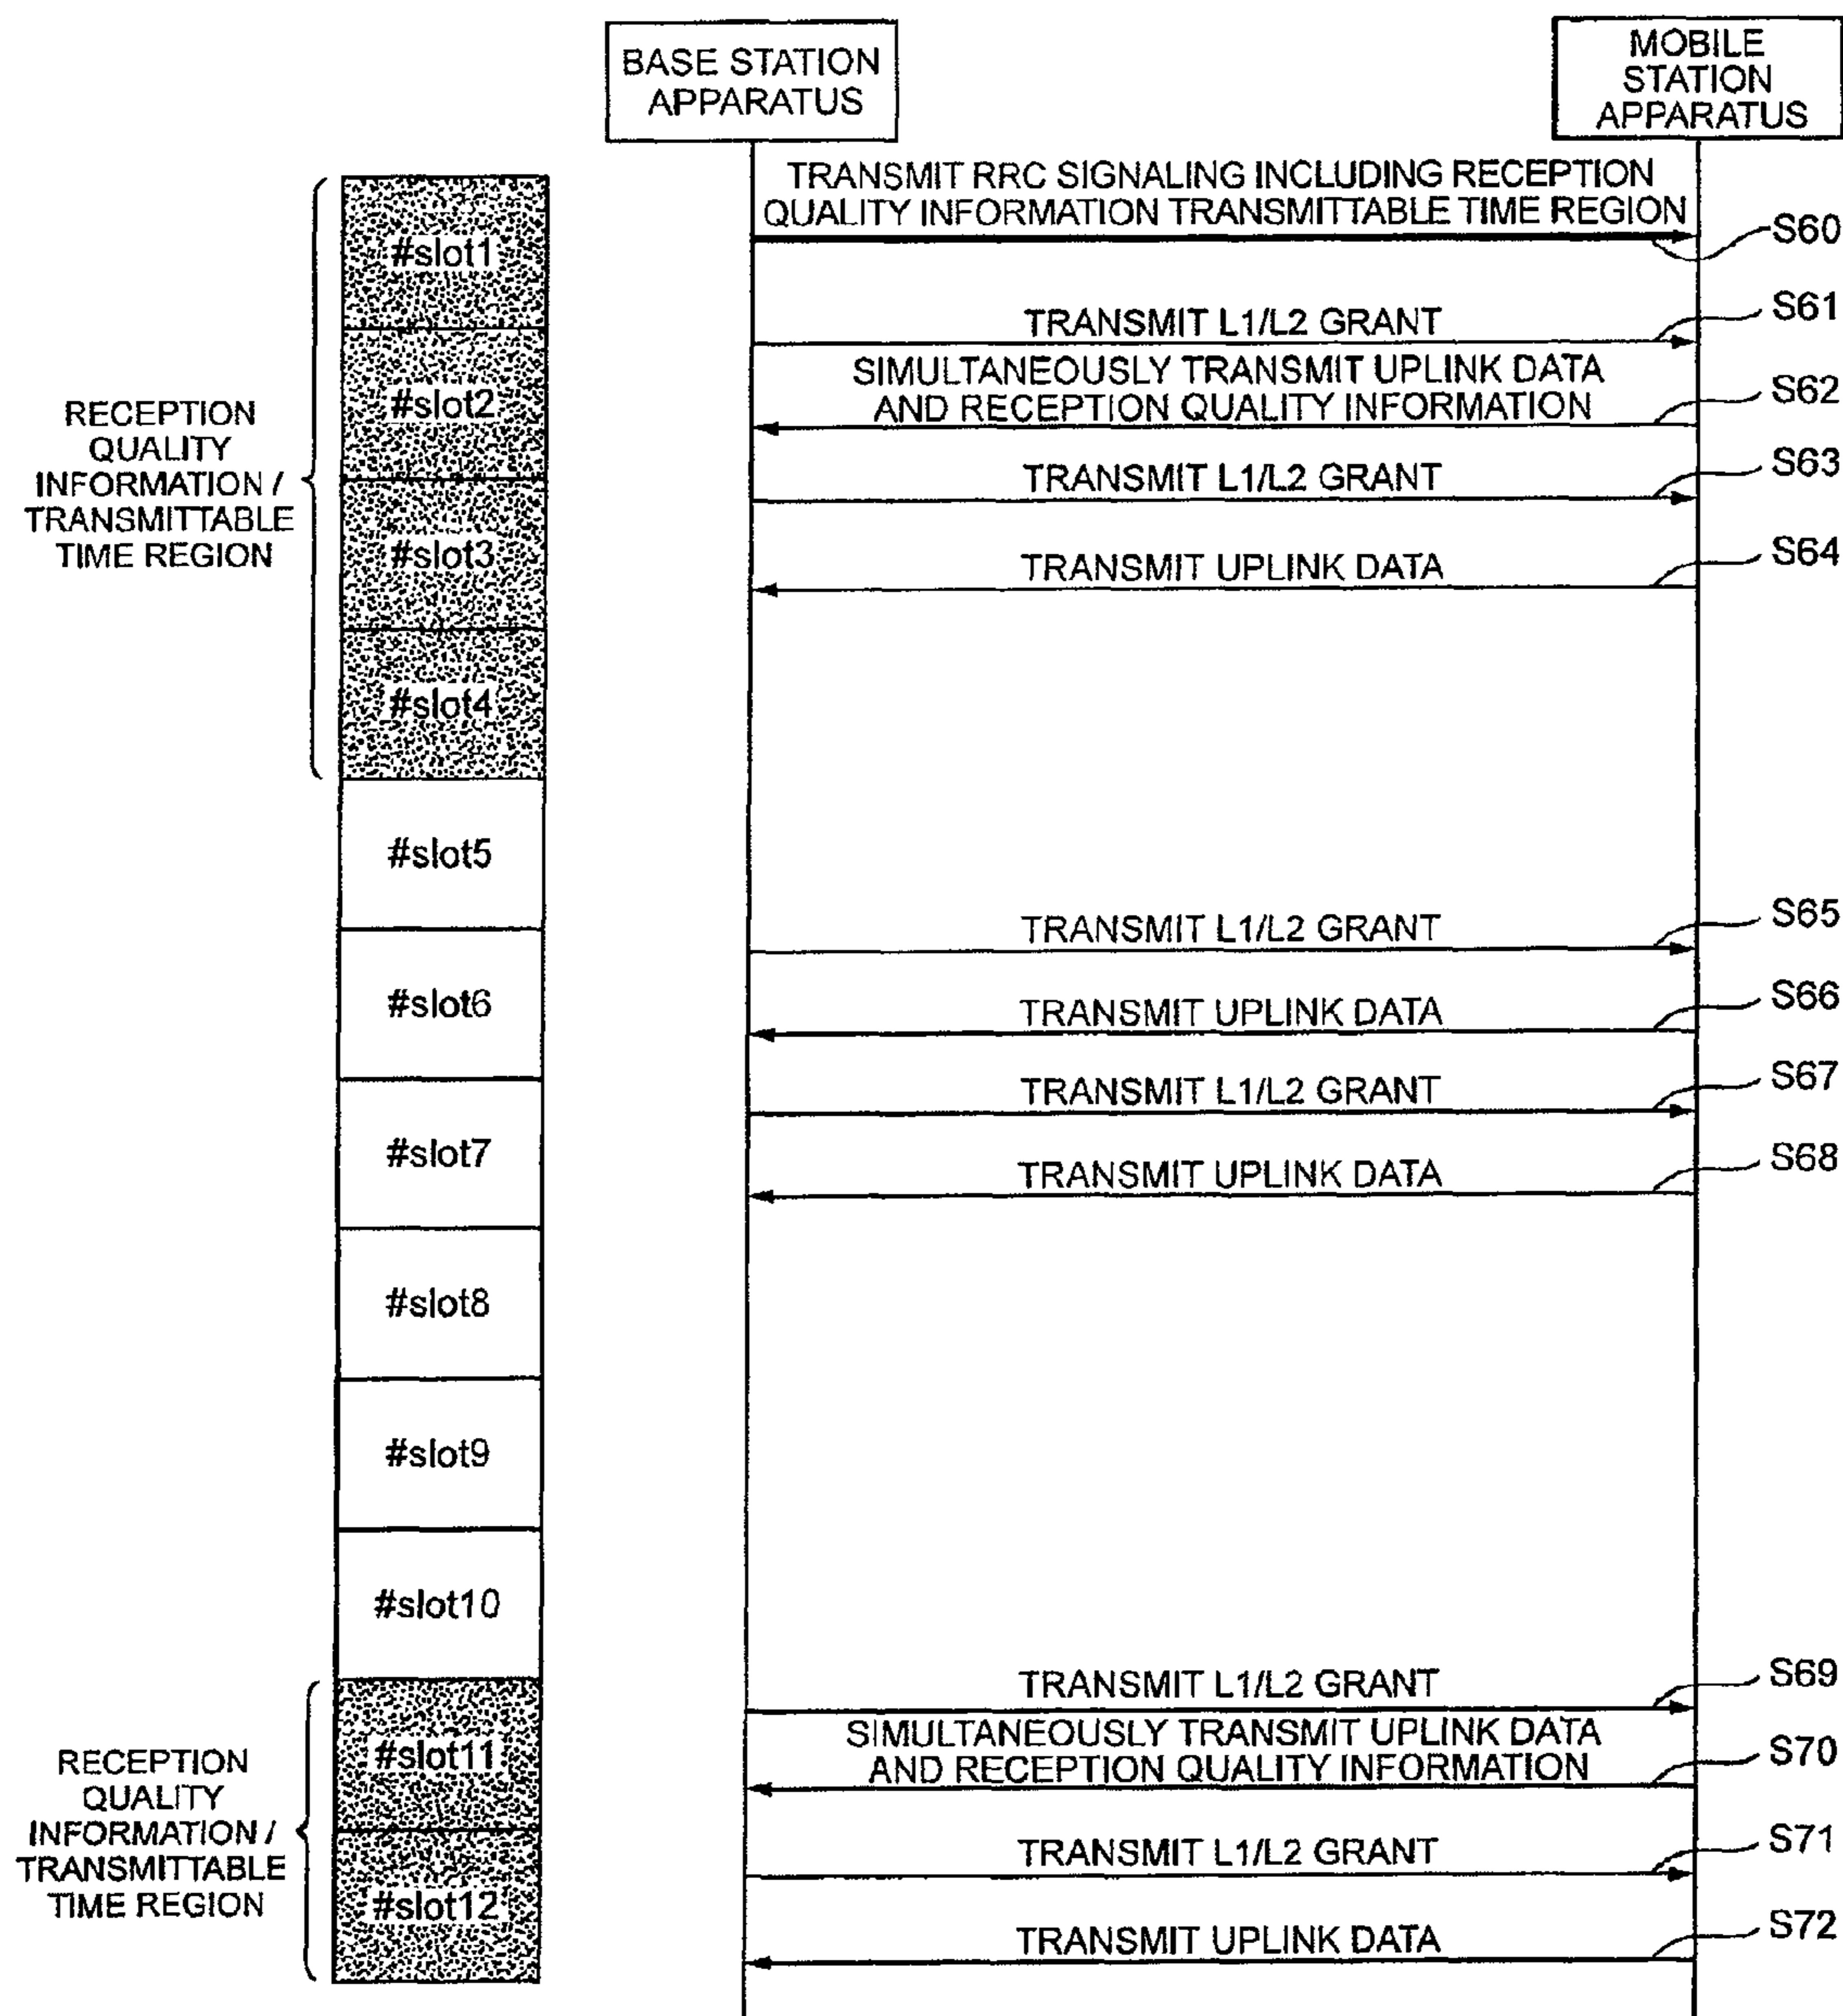 BASE STATION
APPARATUS
MOBILE
STATION
APPARATUS
TRANSMIT RRC SIGNALING INCLUDING RECEPTION
QUALITY INFORMATION TRANSMITTABLE TIME REGION
S60
#slot1
TRANSMIT L1/L2 GRANT
S61
SIMULTANEOUSLY TRANSMIT UPLINK DATA
AND RECEPTION QUALITY INFORMATION
S62
#slot2
RECEPTION
QUALITY
INFORMATION /
TRANSMITTABLE
TIME REGION
TRANSMIT L1/L2 GRANT
S63
#slot3
TRANSMIT UPLINK DATA
S64
#slot4
#slot5
TRANSMIT L1/L2 GRANT
S65
#slot6
TRANSMIT UPLINK DATA
S66
TRANSMIT L1/L2 GRANT
S67
#slot7
TRANSMIT UPLINK DATA
S68
#slot8
#slot9
#slot10
TRANSMIT L1/L2 GRANT
S69
#slot11
SIMULTANEOUSLY TRANSMIT UPLINK DATA
AND RECEPTION QUALITY INFORMATION
S70
RECEPTION
QUALITY
INFORMATION /
TRANSMITTABLE
TIME REGION
TRANSMIT L1/L2 GRANT
S71
#slot12
TRANSMIT UPLINK DATA
S72